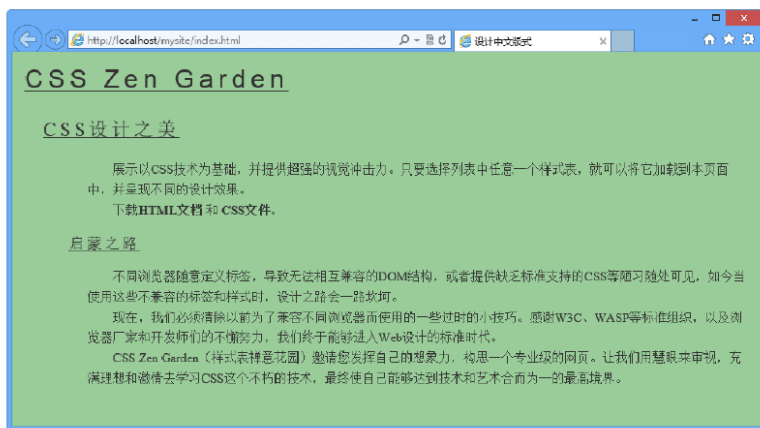 http://localhost/mysite/index.html
设计中文版式
CSS Zen Garden
CSS设计之美
展示以CSS技术为基础，并提供超强的视觉冲击力。只要选择列表中任意一个样式表，就可以将它加载到本页面
中，并呈现不同的设计效果。
下载HTML文档 和 CSS文件。
启蒙之路
不同浏览器随意定义标签，导致无法相互兼容的DOM结构，或者提供缺乏标准支持的CSS等陋习随处可见，如今当
使用这些不兼容的标签和样式时，设计之路会一路坎坷。
现在，我们必须清除以前为了兼容不同浏览器而使用的一些过时的小技巧。感谢W3C、WASP等标准组织，以及浏
览器厂家和开发师们的不懈努力，我们终于能够进入Web设计的标准时代。
CSS Zen Garden（样式表禅意花园）邀请您发挥自己的想象力，构思一个专业级的网页。让我们用慧眼来审视，充
满理想和激情去学习CSS这个不朽的技术，最终使自己能够达到技术和艺术合而为一的最高境界。